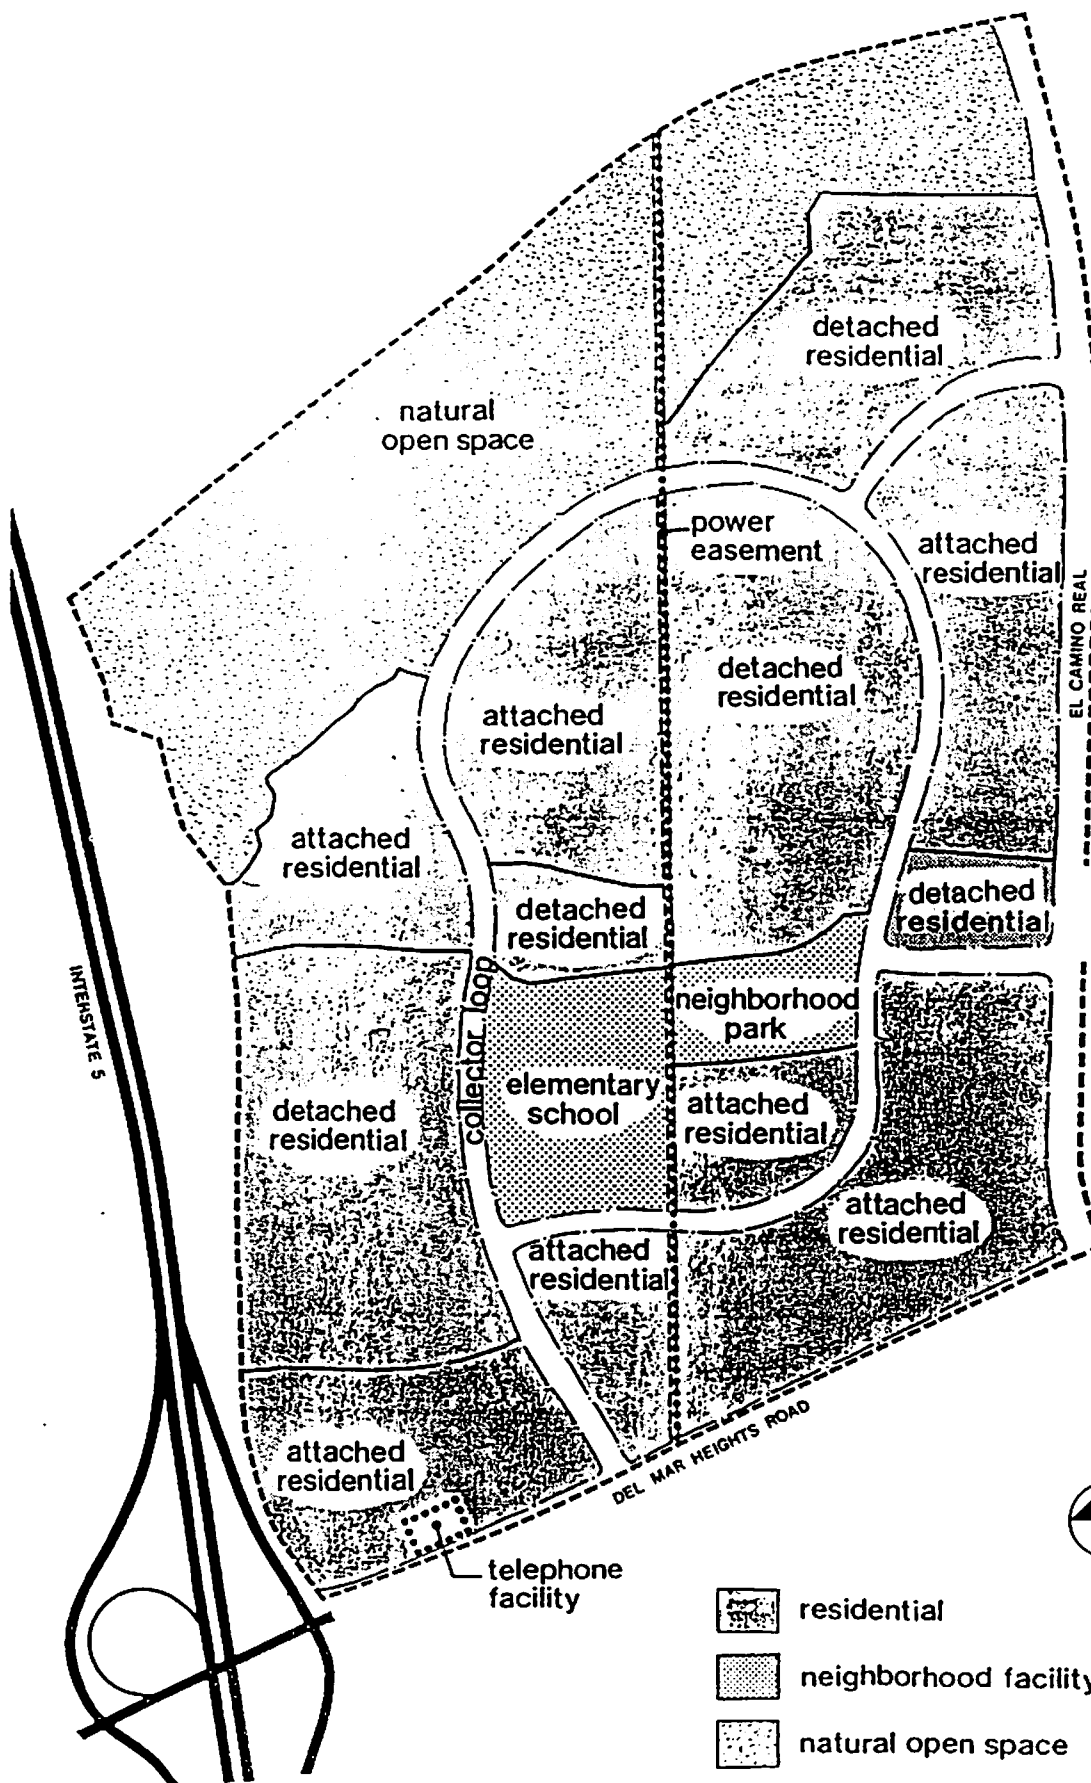 detached
residential
natural
open space
power
easement
attached
residential
EL CAMINO REAL
detached
residential
attached
residential
attached
residential
detached
residential
detached
residential
INTERSTATE 5
collector loop
neighborhood
park
elementary
school
detached
residential
attached
residential
attached
residential
attached
residential
attached
residential
DEL MAR HEIGHTS ROAD
telephone
facility
residential
neighborhood facility
natural open space